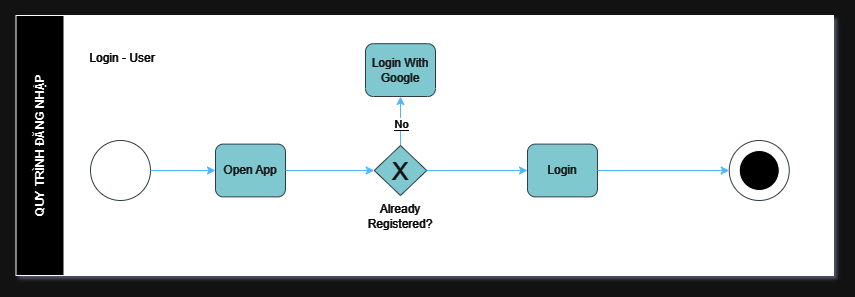 QUY TRÌNH ĐĂNG NHẬP
Login - User
Login With
Google
No
Open App
X
Login
Already
Registered?